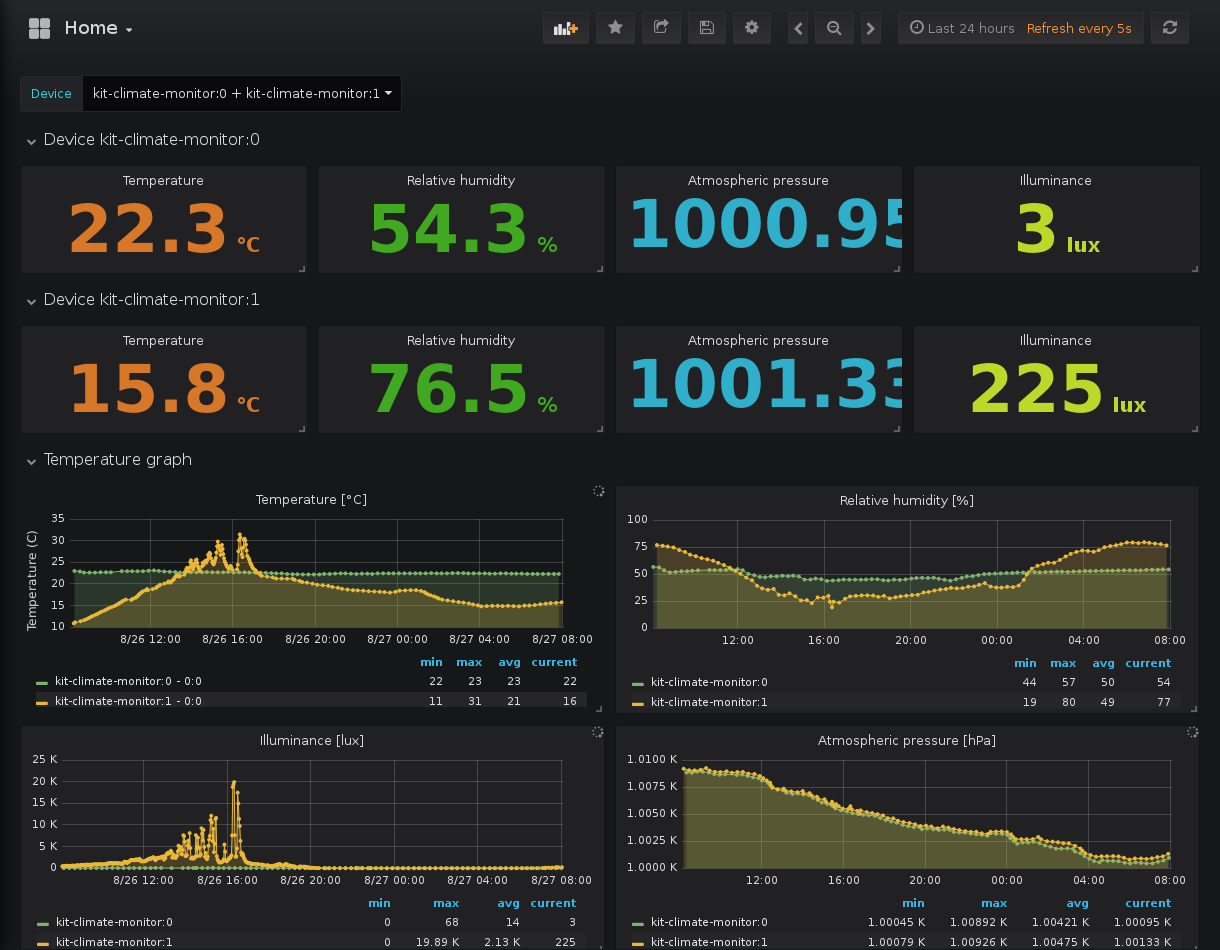 Home
Last 24 hours Refresh every 5s
Device kit-climate-monitor:0 + kit-climate-monitor:1
Device kit-climate-monitor:0
Temperature Relative humidity Atmospheric pressure Illuminance
22.3 °C 54.3 % 1000.95 3 lux
Device kit-climate-monitor:1
Temperature Relative humidity Atmospheric pressure Illuminance
15.8 °C 76.5 % 1001.33 225 lux
Temperature graph
Temperature [°C]
Temperature (C)
35
30
25
20
15
10
8/26 12:00 8/26 16:00 8/26 20:00 8/27 00:00 8/27 04:00 8/27 08:00
min max avg current
kit-climate-monitor:0 - 0:0 22 23 23 22
kit-climate-monitor:1 - 0:0 11 31 21 16
Relative humidity [%]
100
75
50
25
0
12:00 16:00 20:00 00:00 04:00 08:00
min max avg current
kit-climate-monitor:0 44 57 50 54
kit-climate-monitor:1 19 80 49 77
Illuminance [lux]
25 K
20 K
15 K
10 K
5 K
0
8/26 12:00 8/26 16:00 8/26 20:00 8/27 00:00 8/27 04:00 8/27 08:00
min max avg current
kit-climate-monitor:0 0 68 14 3
kit-climate-monitor:1 0 19.89 K 2.13 K 225
Atmospheric pressure [hPa]
1.0100 K
1.0075 K
1.0050 K
1.0025 K
1.0000 K
12:00 16:00 20:00 00:00 04:00 08:00
min max avg current
kit-climate-monitor:0 1.00045 K 1.00892 K 1.00421 K 1.00095 K
kit-climate-monitor:1 1.00079 K 1.00926 K 1.00475 K 1.00133 K